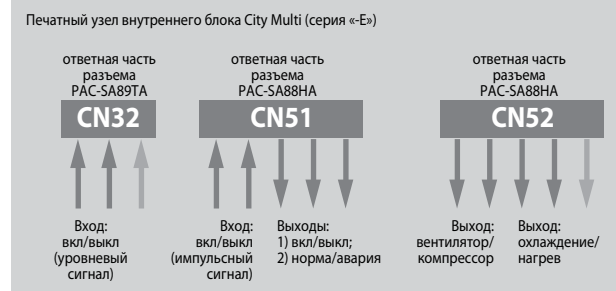 Печатный узел внутреннего блока City Multi (серия «-E»)
ответная часть
разъема
PAC-SA89TA
CN32
Вход:
вкл/выкл
(уровневый
сигнал)
ответная часть
разъема
PAC-SA88HA
CN51
Вход:
вкл/выкл
(импульсный
сигнал)
Выходы:
1) вкл/выкл;
2) норма/авария
ответная часть
разъема
PAC-SA88HA
CN52
Выход:
вентилятор/
компрессор
Выход:
охлаждение/
нагрев